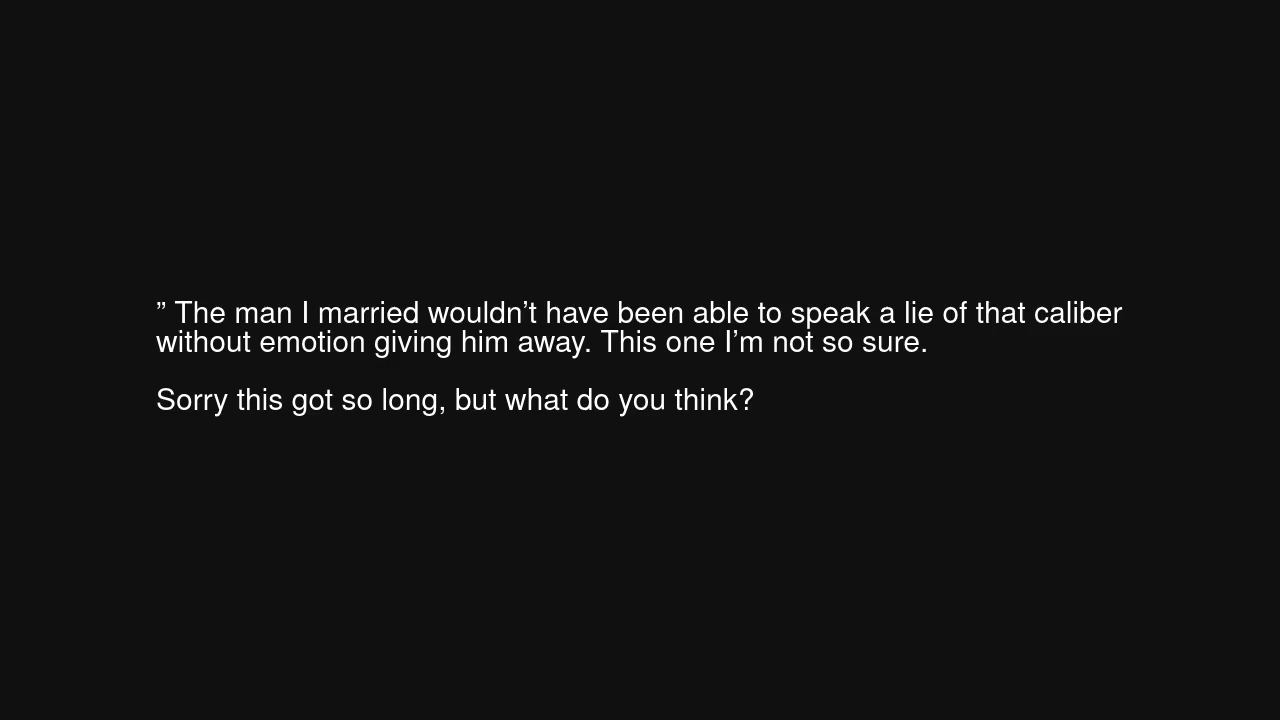 ” The man I married wouldn’t have been able to speak a lie of that caliber
without emotion giving him away. This one I’m not so sure.
Sorry this got so long, but what do you think?